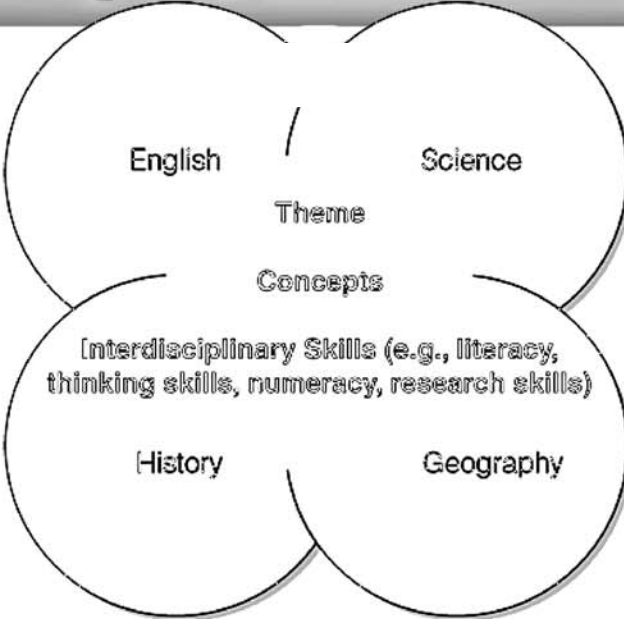 English
Science
Theme
Concepts
Interdisciplinary Skills (e.g., literacy,
thinking skills, numeracy, research skills)
History
Geography